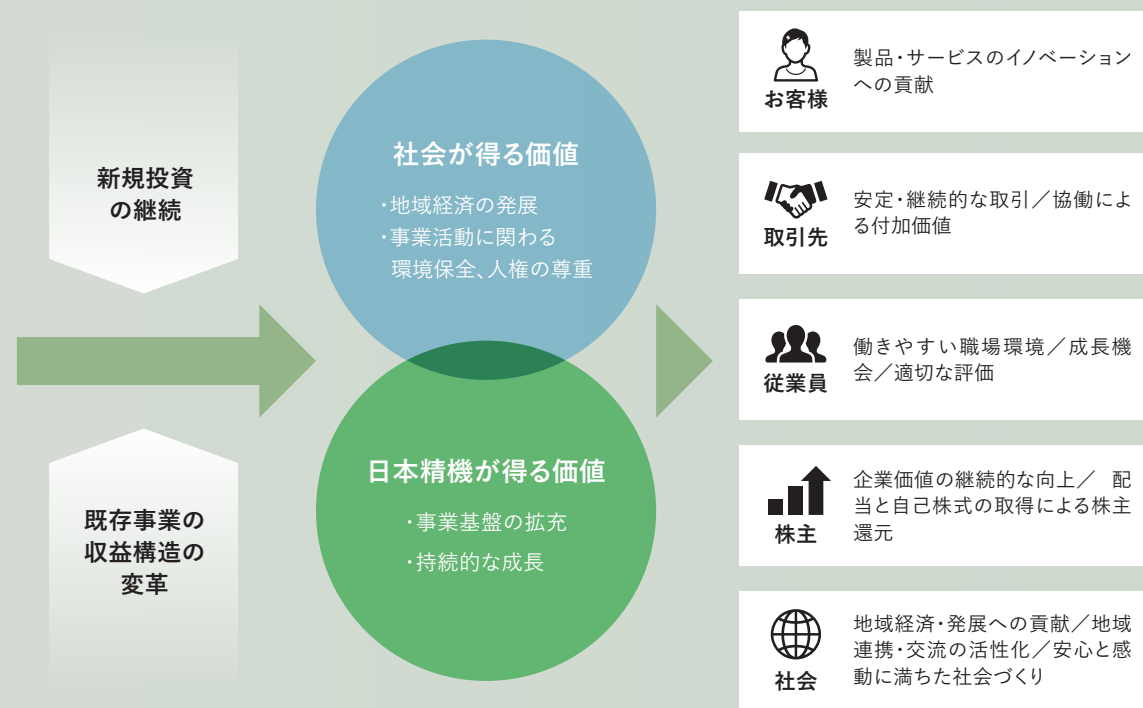 新規投資
の継続
既存事業の
収益構造の
変革
社会が得る価値
・地域経済の発展
・事業活動に関わる
環境保全、人権の尊重
日本精機が得る価値
・事業基盤の拡充
・持続的な成長
お客様
製品・サービスのイノベーション
への貢献
取引先
安定・継続的な取引／協働によ
る付加価値
従業員
働きやすい職場環境／成長機
会／適切な評価
株主
企業価値の継続的な向上／ 配
当と自己株式の取得による株主
還元
社会
地域経済・発展への貢献／地域
連携・交流の活性化／安心と感
動に満ちた社会づくり